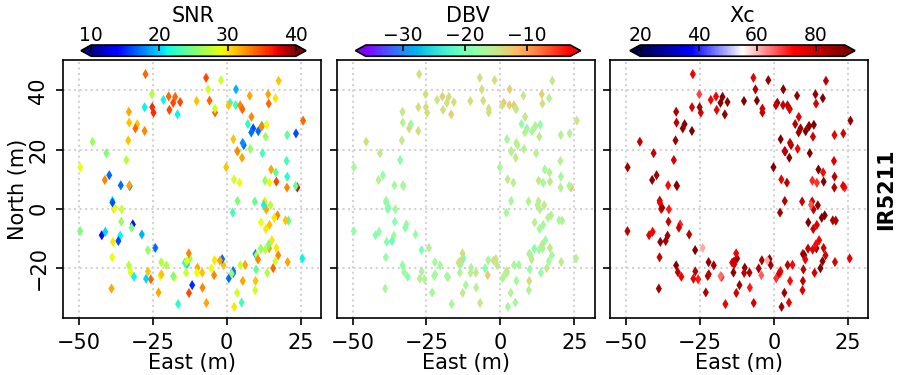 SNR DBV Xc
10 20 30 40 −30 −20 −10 20 40 60 80
40
20
0
−20
North (m)
IR5211
−50 −25 0 25 −50 −25 0 25 −50 −25 0 25
East (m) East (m) East (m)